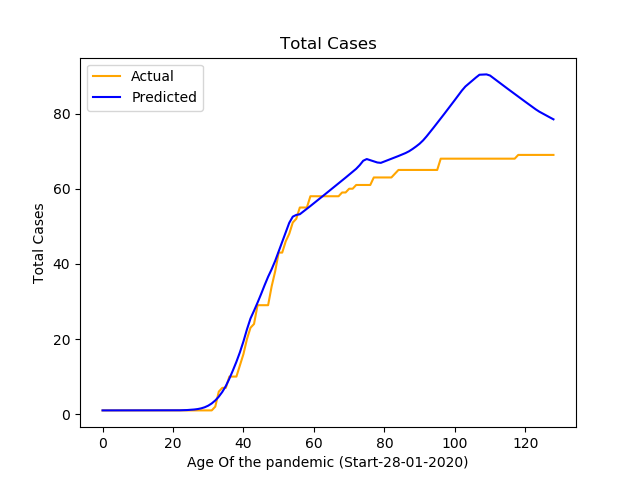 Total Cases
Actual
Predicted
Total Cases
80
60
40
20
0
0 20 40 60 80 100 120
Age Of the pandemic (Start-28-01-2020)